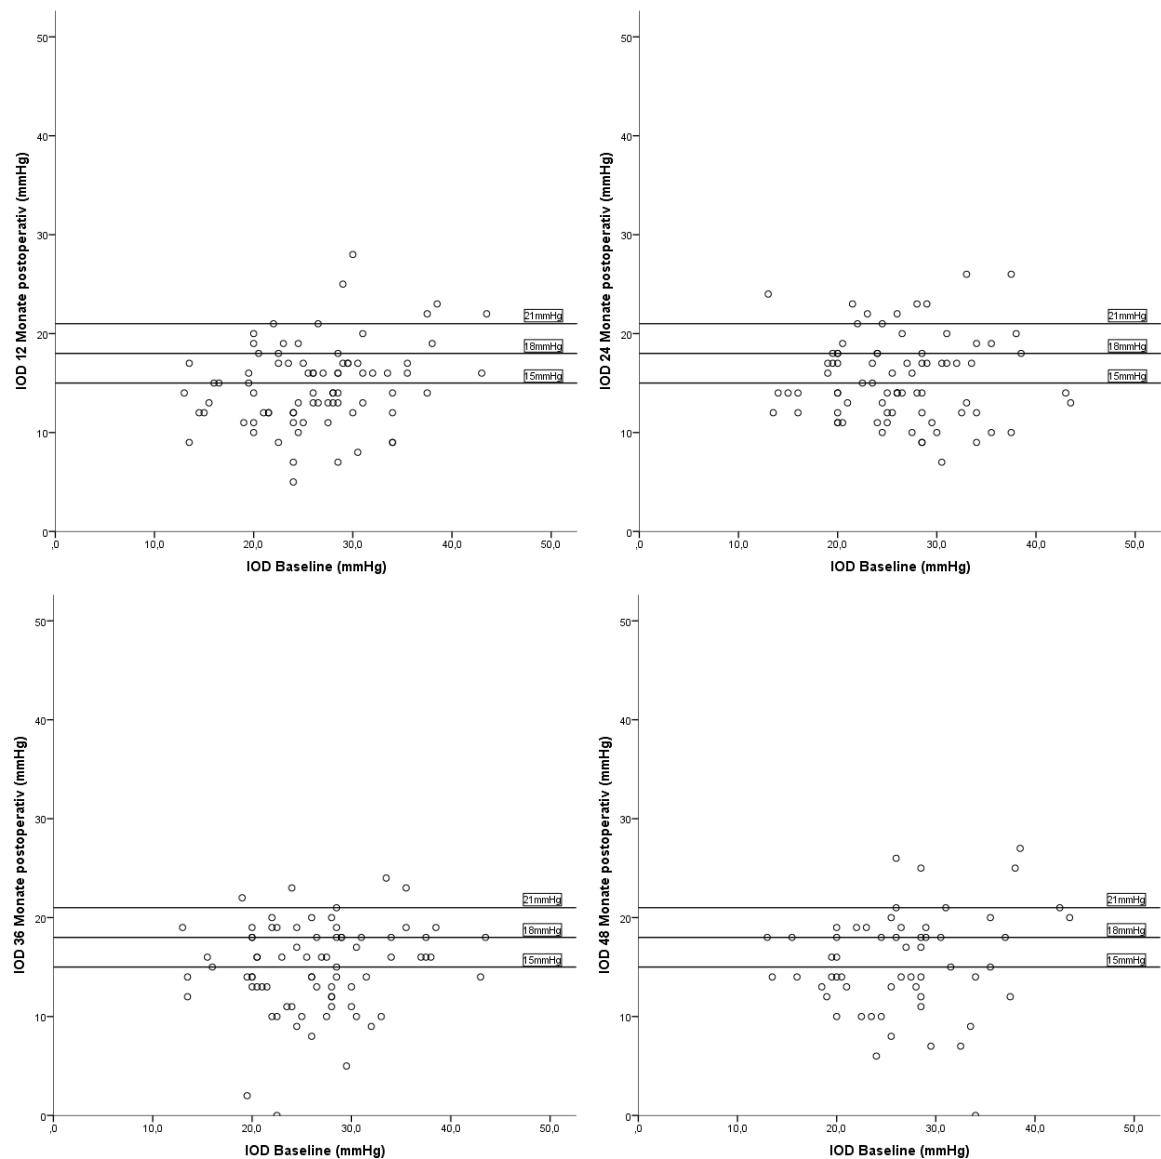 50
40
30
20
10
0
IOD 12 Monate postoperativ (mmHg)
21mmHg
18mmHg
15mmHg
,0 10,0 20,0 30,0 40,0 50,0
IOD Baseline (mmHg)
50
40
30
20
10
0
IOD 24 Monate postoperativ (mmHg)
21mmHg
18mmHg
15mmHg
,0 10,0 20,0 30,0 40,0 50,0
IOD Baseline (mmHg)
50
40
30
20
10
0
IOD 36 Monate postoperativ (mmHg)
21mmHg
18mmHg
15mmHg
,0 10,0 20,0 30,0 40,0 50,0
IOD Baseline (mmHg)
50
40
30
20
10
0
IOD 48 Monate postoperativ (mmHg)
21mmHg
18mmHg
15mmHg
,0 10,0 20,0 30,0 40,0 50,0
IOD Baseline (mmHg)